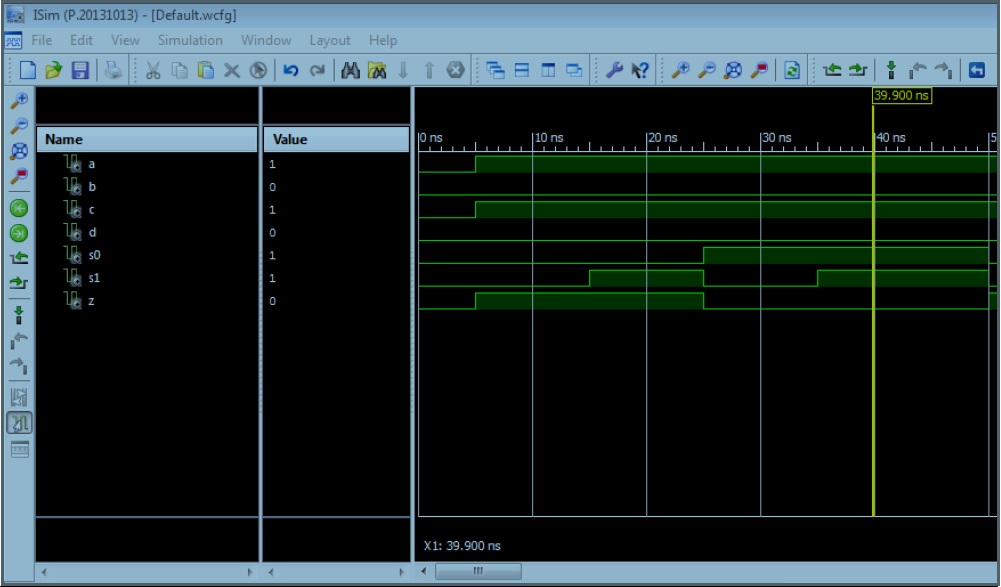 ISim (P.20131013) - [Default.wcfg]
File Edit View Simulation Window Layout Help
39.900 ns
Name Value 0 ns 10 ns 20 ns 30 ns 40 ns 5
a 1
b 0
c 1
d 0
s0 1
s1 1
z 0
X1: 39.900 ns